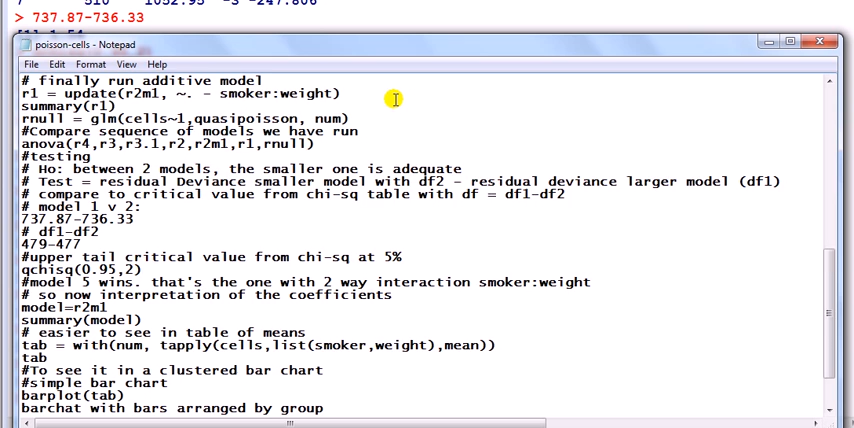 7 510 1052.95 -3 -247.806
> 737.87-736.33
poisson-cells - Notepad
File Edit Format View Help
# finally run additive model
r1 = update(r2m1, ~. - smoker:weight)
summary(r1)
rnull = glm(cells~1,quasipoisson, num)
#Compare sequence of models we have run
anova(r4,r3,r3.1,r2,r2m1,r1,rnull)
#testing
# Ho: between 2 models, the smaller one is adequate
# Test = residual Deviance smaller model with df2 - residual deviance larger model (df1)
# compare to critical value from chi-sq table with df = df1-df2
# model 1 v 2:
737.87-736.33
# df1-df2
479-477
#upper tail critical value from chi-sq at 5%
qchisq(0.95,2)
#model 5 wins. that's the one with 2 way interaction smoker:weight
# so now interpretation of the coefficients
model=r2m1
summary(model)
# easier to see in table of means
tab = with(num, tapply(cells,list(smoker,weight),mean))
tab
#To see it in a clustered bar chart
#simple bar chart
barplot(tab)
barchat with bars arranged by group